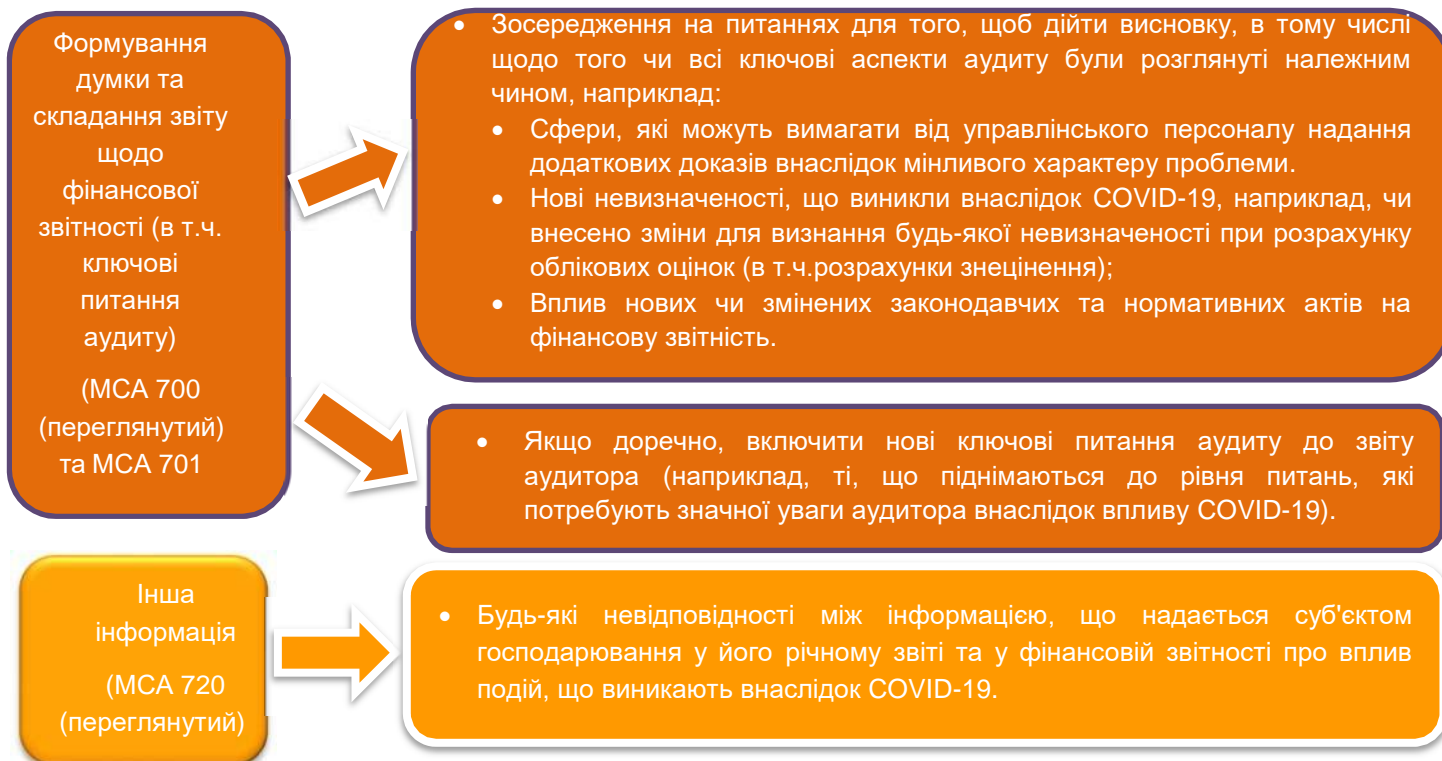 Формування
думки та
складання звіту
щодо
фінансової
звітності (в т.ч.
ключові
питання
аудиту)
(МСА 700
(переглянутий)
та МСА 701
• Зосередження на питаннях для того, щоб дійти висновку, в тому числі
щодо того чи всі ключові аспекти аудиту були розглянуті належним
чином, наприклад:
• Сфери, які можуть вимагати від управлінського персоналу надання
додаткових доказів внаслідок мінливого характеру проблеми.
• Нові невизначеності, що виникли внаслідок COVID-19, наприклад, чи
внесено зміни для визнання будь-якої невизначеності при розрахунку
облікових оцінок (в т.ч.розрахунки знецінення);
• Вплив нових чи змінених законодавчих та нормативних актів на
фінансову звітність.
• Якщо доречно, включити нові ключові питання аудиту до звіту
аудитора (наприклад, ті, що піднімаються до рівня питань, які
потребують значної уваги аудитора внаслідок впливу COVID-19).
Інша
інформація
(МСА 720
(переглянутий)
• Будь-які невідповідності між інформацією, що надається суб'єктом
господарювання у його річному звіті та у фінансовій звітності про вплив
подій, що виникають внаслідок COVID-19.